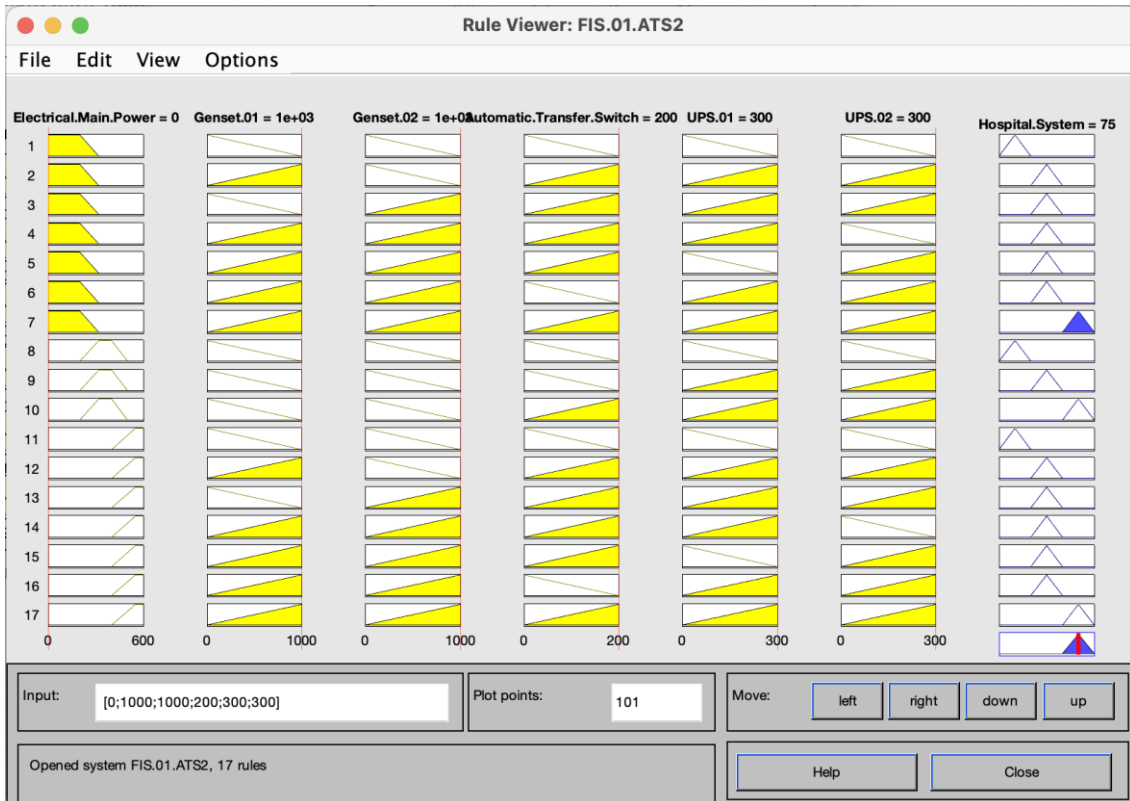 Rule Viewer: FIS.01.ATS2
File Edit View Options
Electrical.Main.Power = 0 Genset.01 = 1e+03 Genset.02 = 1e+03 Automatic.Transfer.Switch = 200 UPS.01 = 300 UPS.02 = 300 Hospital.System = 75
1
2
3
4
5
6
7
8
9
10
11
12
13
14
15
16
17
0 600 0 1000 0 1000 0 200 0 300 0 300
Input: [0;1000;1000;200;300;300] Plot points: 101 Move: left right down up
Opened system FIS.01.ATS2, 17 rules Help Close